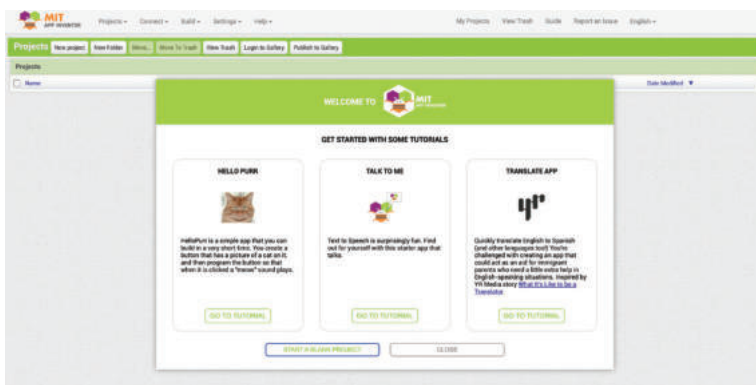 MIT
APP INVENTOR
Projects Connect Build Settings Help My Projects View Trash Guide Report an Issue English
Projects New project New Folder Move... Move To Trash View Trash Login to Gallery Publish to Gallery
Projects
Name Date Modified
WELCOME TO MIT
APP INVENTOR
GET STARTED WITH SOME TUTORIALS
HELLO PURR
HelloPurr is a simple app that you can
build in a very short time. You create a
button that has a picture of a cat on it,
and then program the button so that
when it is clicked a "meow" sound plays.
GO TO TUTORIAL
TALK TO ME
Text to Speech is surprisingly fun. Find
out for yourself with this starter app that
talks.
GO TO TUTORIAL
TRANSLATE APP
yr
Quickly translate English to Spanish
(and other languages too!) You're
challenged with creating an app that
could act as an aid for immigrant
parents who need a little extra help in
English-speaking situations. Inspired by
YR Media story What It's Like to be a
Translator
GO TO TUTORIAL
START A BLANK PROJECT CLOSE